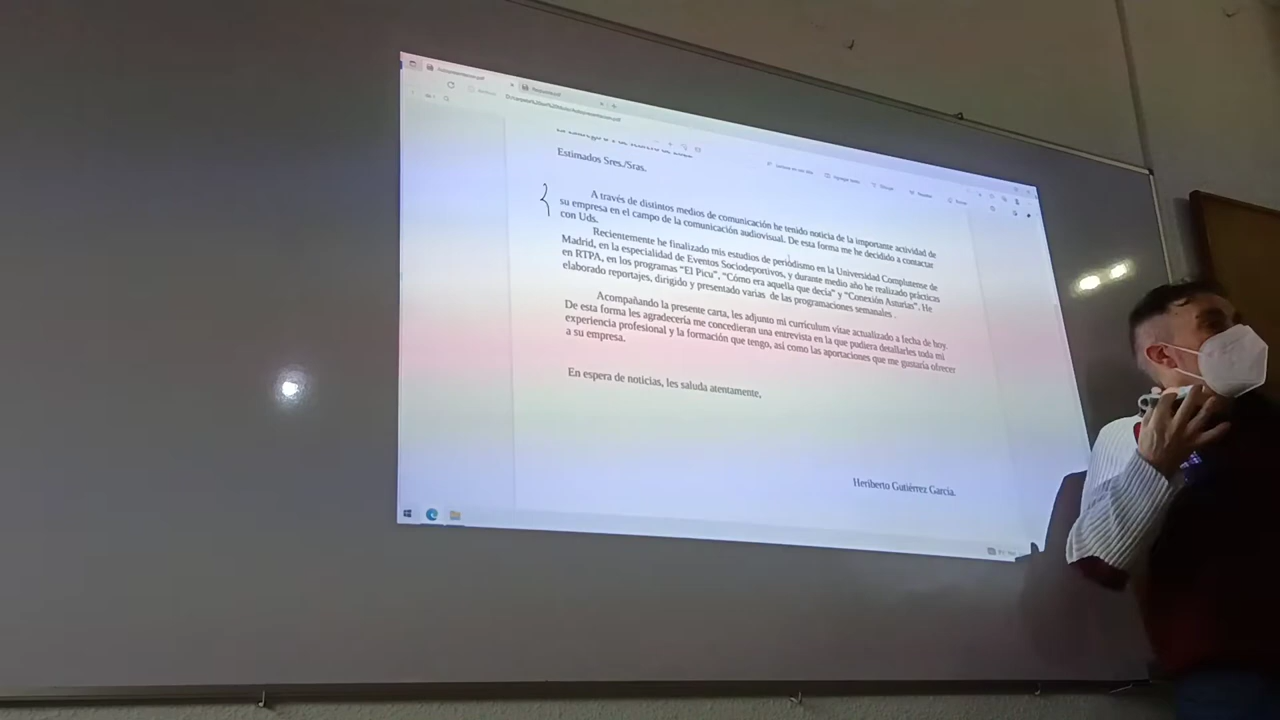 Estimados Sres./Sras.
A través de distintos medios de comunicación he tenido noticia de la importante actividad de
su empresa en el campo de la comunicación audiovisual. De esta forma me he decidido a contactar
con Uds.
Recientemente he finalizado mis estudios de periodismo en la Universidad Complutense de
Madrid, en la especialidad de Eventos Sociodeportivos, y durante medio año he realizado prácticas
en RTPA, en los programas “El Picu”, “Cómo era aquella que decía” y “Conexión Asturias”. He
elaborado reportajes, dirigido y presentado varias de las programaciones semanales .
Acompañando la presente carta, les adjunto mi curriculum vitae actualizado a fecha de hoy.
De esta forma les agradecería me concedieran una entrevista en la que pudiera detallarles toda mi
experiencia profesional y la formación que tengo, así como las aportaciones que me gustaría ofrecer
a su empresa.
En espera de noticias, les saluda atentamente,
Heriberto Gutiérrez García.